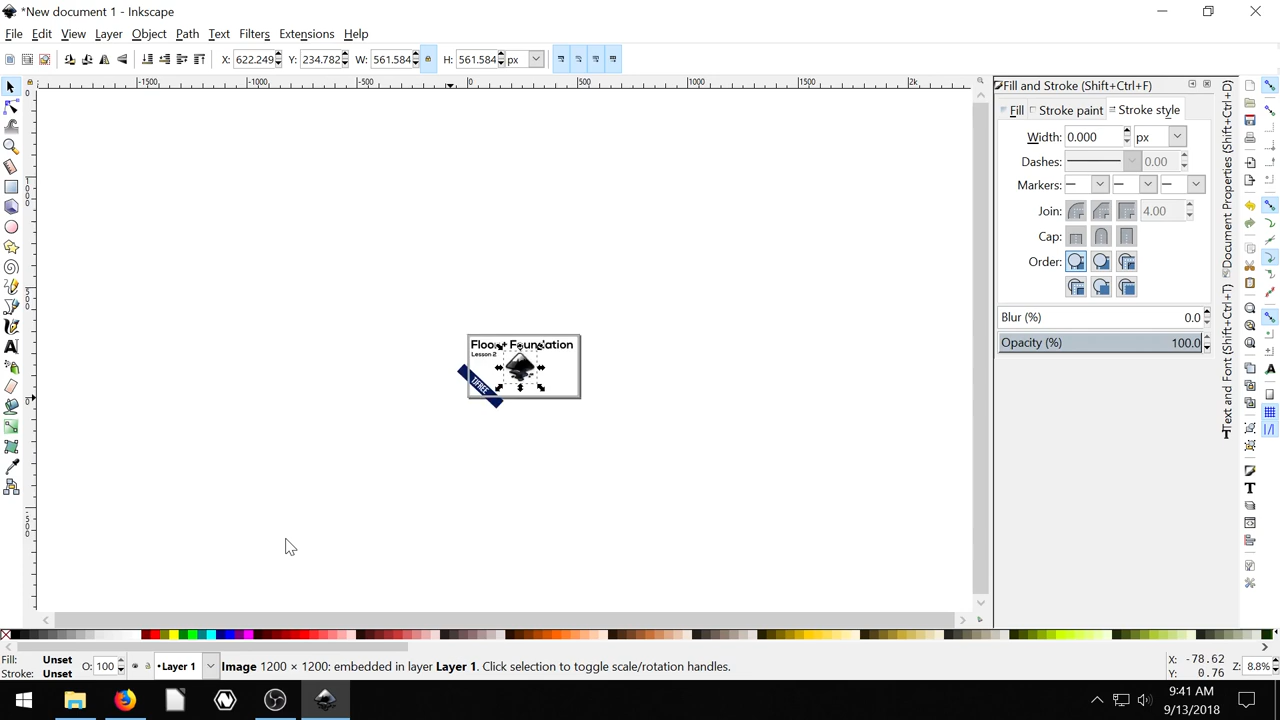 *New document 1 - Inkscape
File Edit View Layer Object Path Text Filters Extensions Help
X: 622.249 Y: 234.782 W: 561.584 H: 561.584 px
-1500 -1000 -500 0 500 1000 1500 2k
Fill and Stroke (Shift+Ctrl+F)
Fill Stroke paint Stroke style
Width: 0.000 px
Dashes: 0.00
Markers:
Join: 4.00
Cap:
Order:
Blur (%) 0.0
Opacity (%) 100.0
Document Properties (Shift+Ctrl+D)
Text and Font (Shift+Ctrl+T)
Floor + Foundation
Lesson 2
Fill: Unset
Stroke: Unset
O: 100
•Layer 1
Image 1200 × 1200: embedded in layer Layer 1. Click selection to toggle scale/rotation handles.
X: -78.62
Y: 0.76
Z: 8.8%
9:41 AM
9/13/2018